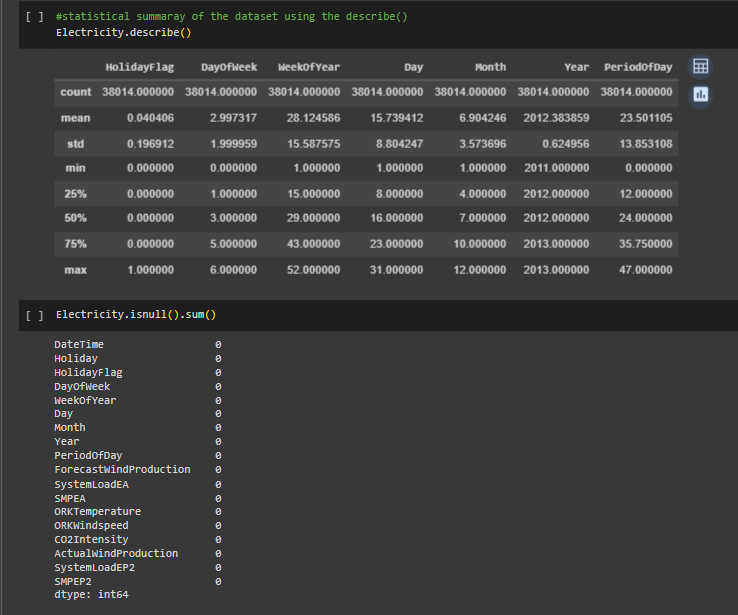 [ ] #statistical summaray of the dataset using the describe()
Electricity.describe()
HolidayFlag DayOfWeek WeekOfYear Day Month Year PeriodOfDay
count 38014.000000 38014.000000 38014.000000 38014.000000 38014.000000 38014.000000 38014.000000
mean 0.040406 2.997317 28.124586 15.739412 6.904246 2012.383859 23.501105
std 0.196912 1.999959 15.587575 8.804247 3.573696 0.624956 13.853108
min 0.000000 0.000000 1.000000 1.000000 1.000000 2011.000000 0.000000
25% 0.000000 1.000000 15.000000 8.000000 4.000000 2012.000000 12.000000
50% 0.000000 3.000000 29.000000 16.000000 7.000000 2012.000000 24.000000
75% 0.000000 5.000000 43.000000 23.000000 10.000000 2013.000000 35.750000
max 1.000000 6.000000 52.000000 31.000000 12.000000 2013.000000 47.000000
[ ] Electricity.isnull().sum()
DateTime 0
Holiday 0
HolidayFlag 0
DayOfWeek 0
WeekOfYear 0
Day 0
Month 0
Year 0
PeriodOfDay 0
ForecastWindProduction 0
SystemLoadEA 0
SMPEA 0
ORKTemperature 0
ORKWindspeed 0
CO2Intensity 0
ActualWindProduction 0
SystemLoadEP2 0
SMPEP2 0
dtype: int64